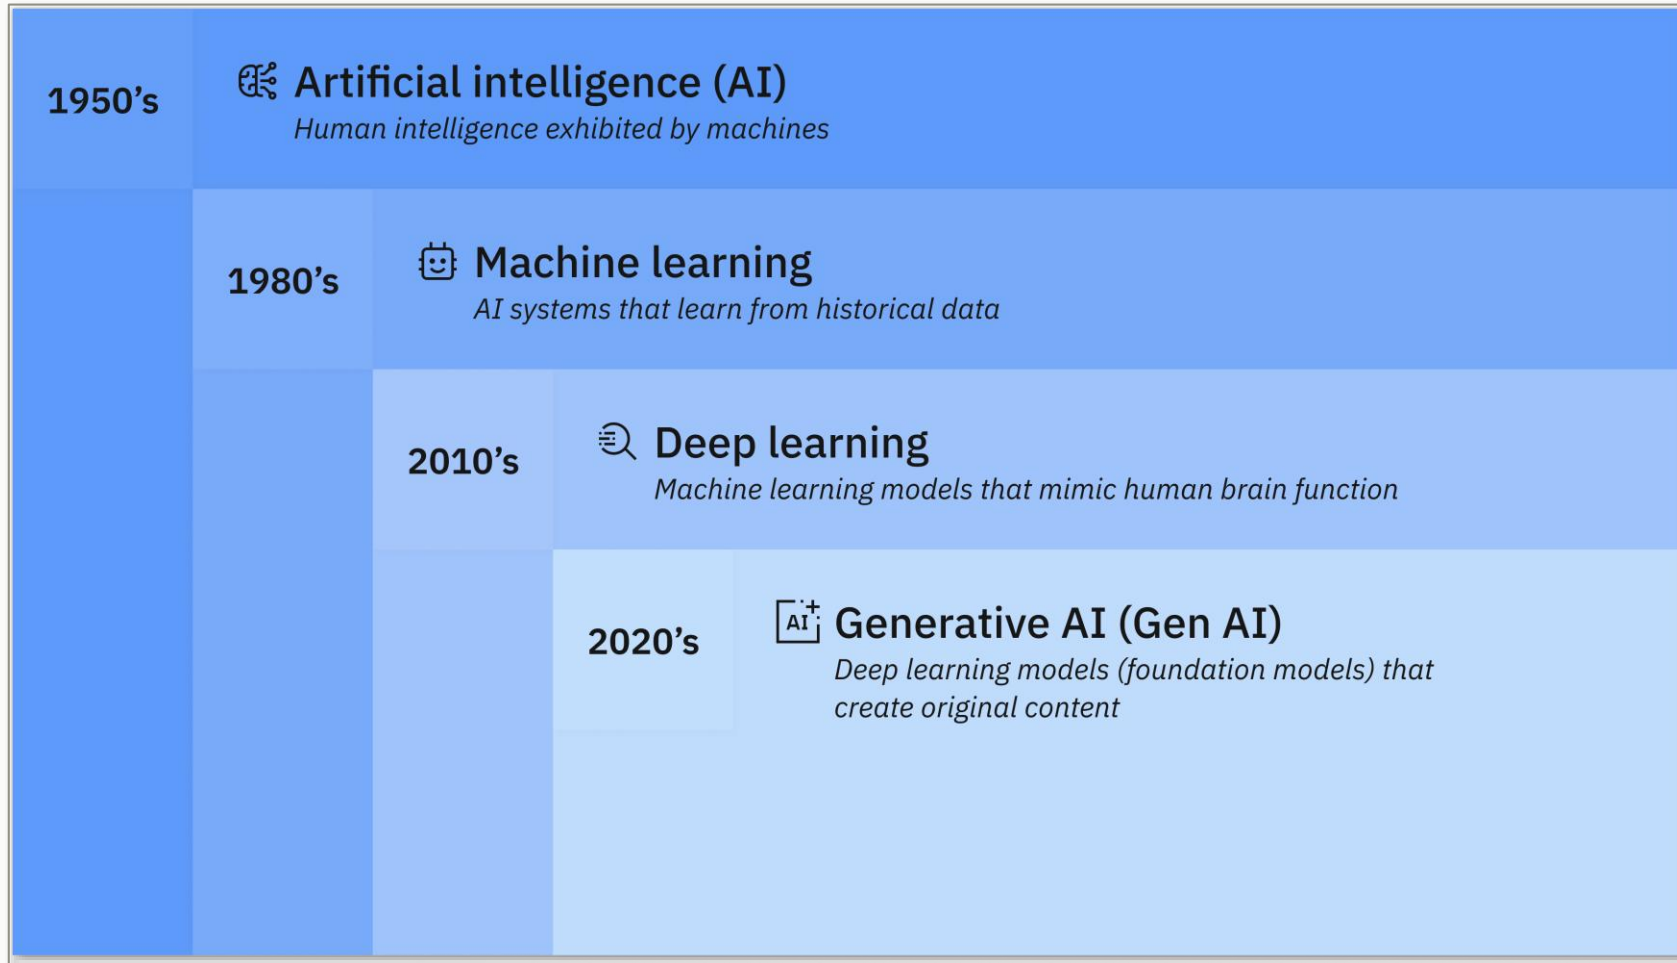 1950’s
Artificial intelligence (AI)
Human intelligence exhibited by machines
1980’s
Machine learning
AI systems that learn from historical data
2010’s
Deep learning
Machine learning models that mimic human brain function
2020’s
AI
Generative AI (Gen AI)
Deep learning models (foundation models) that
create original content